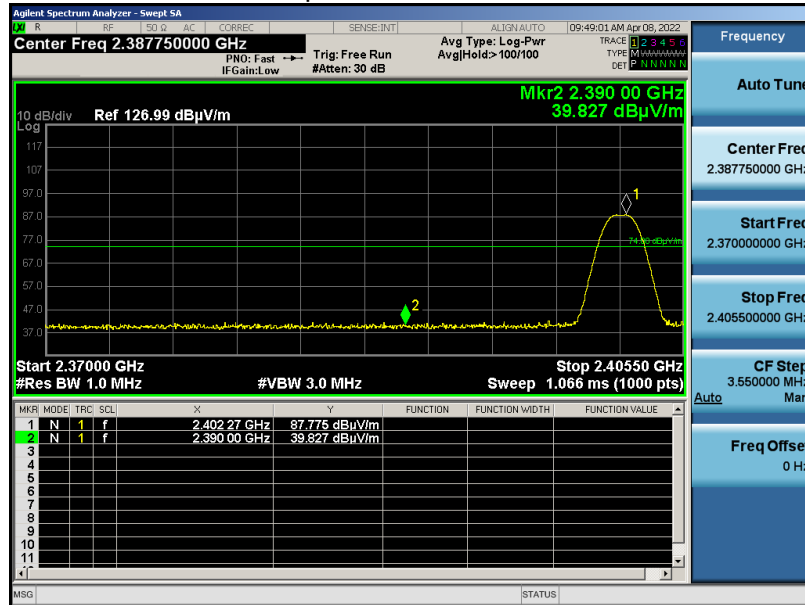 Agilent Spectrum Analyzer - Swept SA
LXI R RF 50 Ω AC CORREC SENSE:INT ALIGN AUTO 09:49:01 AM Apr 08, 2022
Center Freq 2.387750000 GHz
PNO: Fast
IFGain:Low
Trig: Free Run
#Atten: 30 dB
Avg Type: Log-Pwr
Avg|Hold:>100/100
TRACE 1 2 3 4 5 6
TYPE M
DET P N N N N N
Mkr2 2.390 00 GHz
39.827 dBµV/m
10 dB/div Ref 126.99 dBµV/m
Log
117
107
97.0
87.0
77.0
67.0
57.0
47.0
37.0
1
2
Start 2.37000 GHz
Stop 2.40550 GHz
#Res BW 1.0 MHz #VBW 3.0 MHz Sweep 1.066 ms (1000 pts)
MKR MODE TRC SCL X Y FUNCTION FUNCTION WIDTH FUNCTION VALUE
1 N 1 f 2.402 27 GHz 87.775 dBµV/m
2 N 1 f 2.390 00 GHz 39.827 dBµV/m
3
4
5
6
7
8
9
10
11
MSG STATUS
Frequency
Auto Tune
Center Freq
2.387750000 GHz
Start Freq
2.370000000 GHz
Stop Freq
2.405500000 GHz
CF Step
3.550000 MHz
Auto Man
Freq Offset
0 Hz